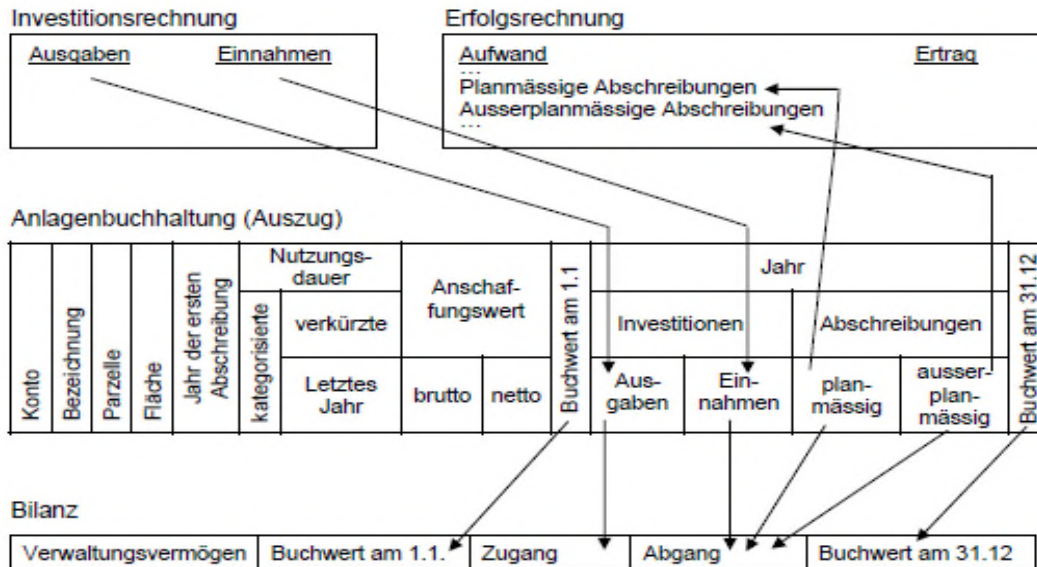 Investitionsrechnung
Erfolgsrechnung
Ausgaben
Einnahmen
Aufwand
Ertrag
...
Planmässige Abschreibungen
Ausserplanmässige Abschreibungen
...
Anlagenbuchhaltung (Auszug)
Konto
Bezeichnung
Parzelle
Fläche
Jahr der ersten
Abschreibung
Nutzungs-
dauer
kategorisierte
verkürzte
Letztes
Jahr
Anschaf-
fungswert
brutto
netto
Buchwert am 1.1
Jahr
Investitionen
Abschreibungen
Aus-
gaben
Ein-
nahmen
plan-
mässig
ausser-
plan-
mässig
Buchwert am 31.12
Bilanz
Verwaltungsvermögen
Buchwert am 1.1.
Zugang
Abgang
Buchwert am 31.12